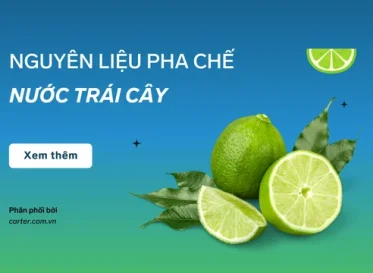 NGUYÊN LIỆU PHA CHẾ
NƯỚC TRÁI CÂY
Xem thêm
Phân phối bởi
carter.com.vn